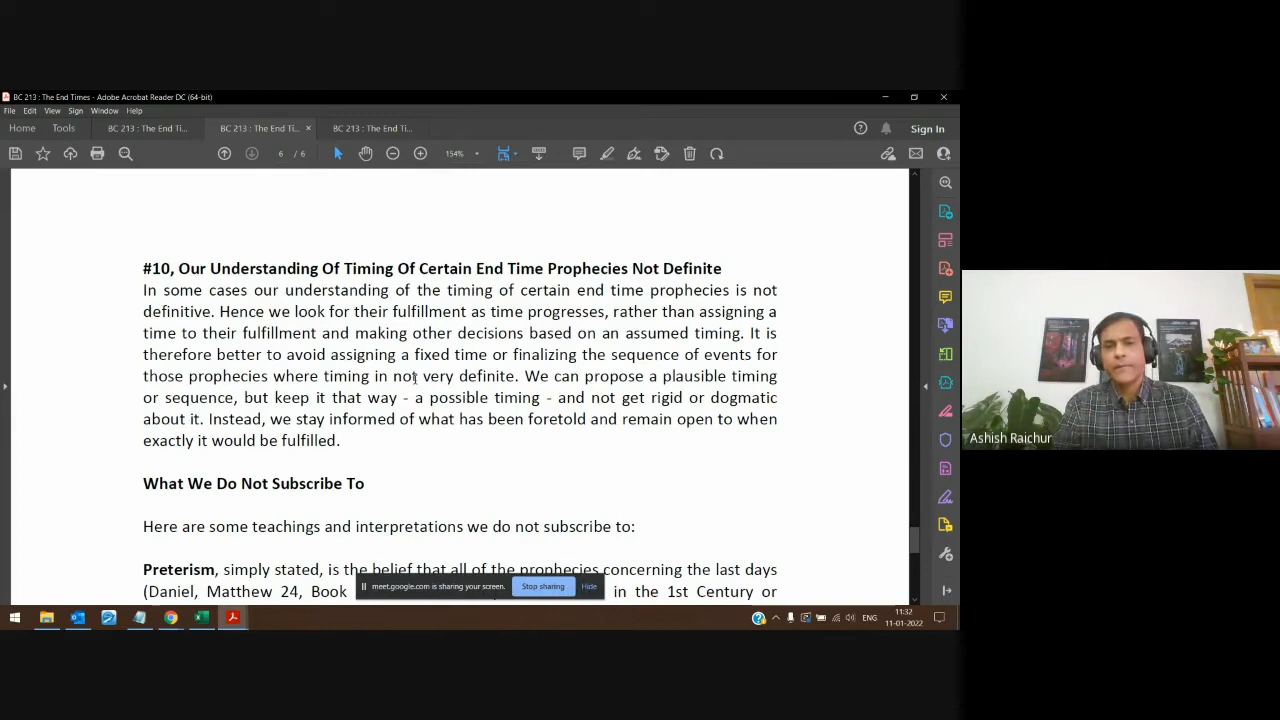 BC 213 : The End Times - Adobe Acrobat Reader DC (64-bit)
File Edit View Sign Window Help
Home Tools BC 213 : The End Ti... BC 213 : The End Ti... × BC 213 : The End Ti... Sign In
6 / 6 154%
#10, Our Understanding Of Timing Of Certain End Time Prophecies Not Definite
In some cases our understanding of the timing of certain end time prophecies is not
definitive. Hence we look for their fulfillment as time progresses, rather than assigning a
time to their fulfillment and making other decisions based on an assumed timing. It is
therefore better to avoid assigning a fixed time or finalizing the sequence of events for
those prophecies where timing in not very definite. We can propose a plausible timing
or sequence, but keep it that way - a possible timing - and not get rigid or dogmatic
about it. Instead, we stay informed of what has been foretold and remain open to when
exactly it would be fulfilled.
What We Do Not Subscribe To
Here are some teachings and interpretations we do not subscribe to:
Preterism, simply stated, is the belief that all of the prophecies concerning the last days
(Daniel, Matthew 24, Book in the 1st Century or
meet.google.com is sharing your screen. Stop sharing Hide
ENG 11:32
11-01-2022
Ashish Raichur